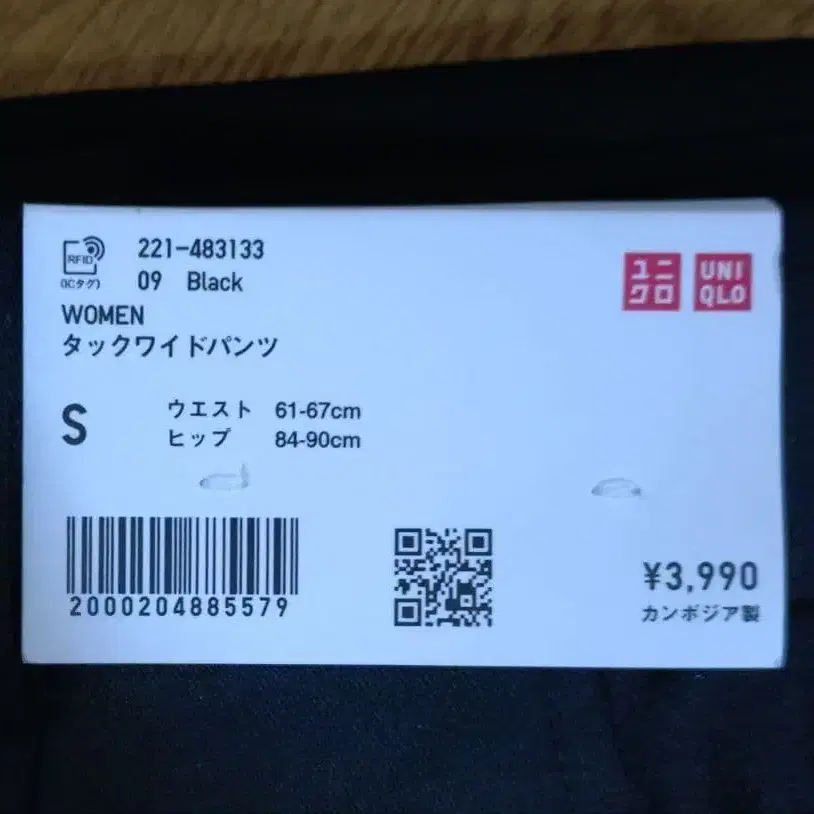 RFID
(ICタグ)
221-483133
09 Black
WOMEN
タックワイドパンツ
ユニ
クロ
UNI
QLO
S
ウエスト 61-67cm
ヒップ 84-90cm
2000204885579
¥3,990
カンボジア製